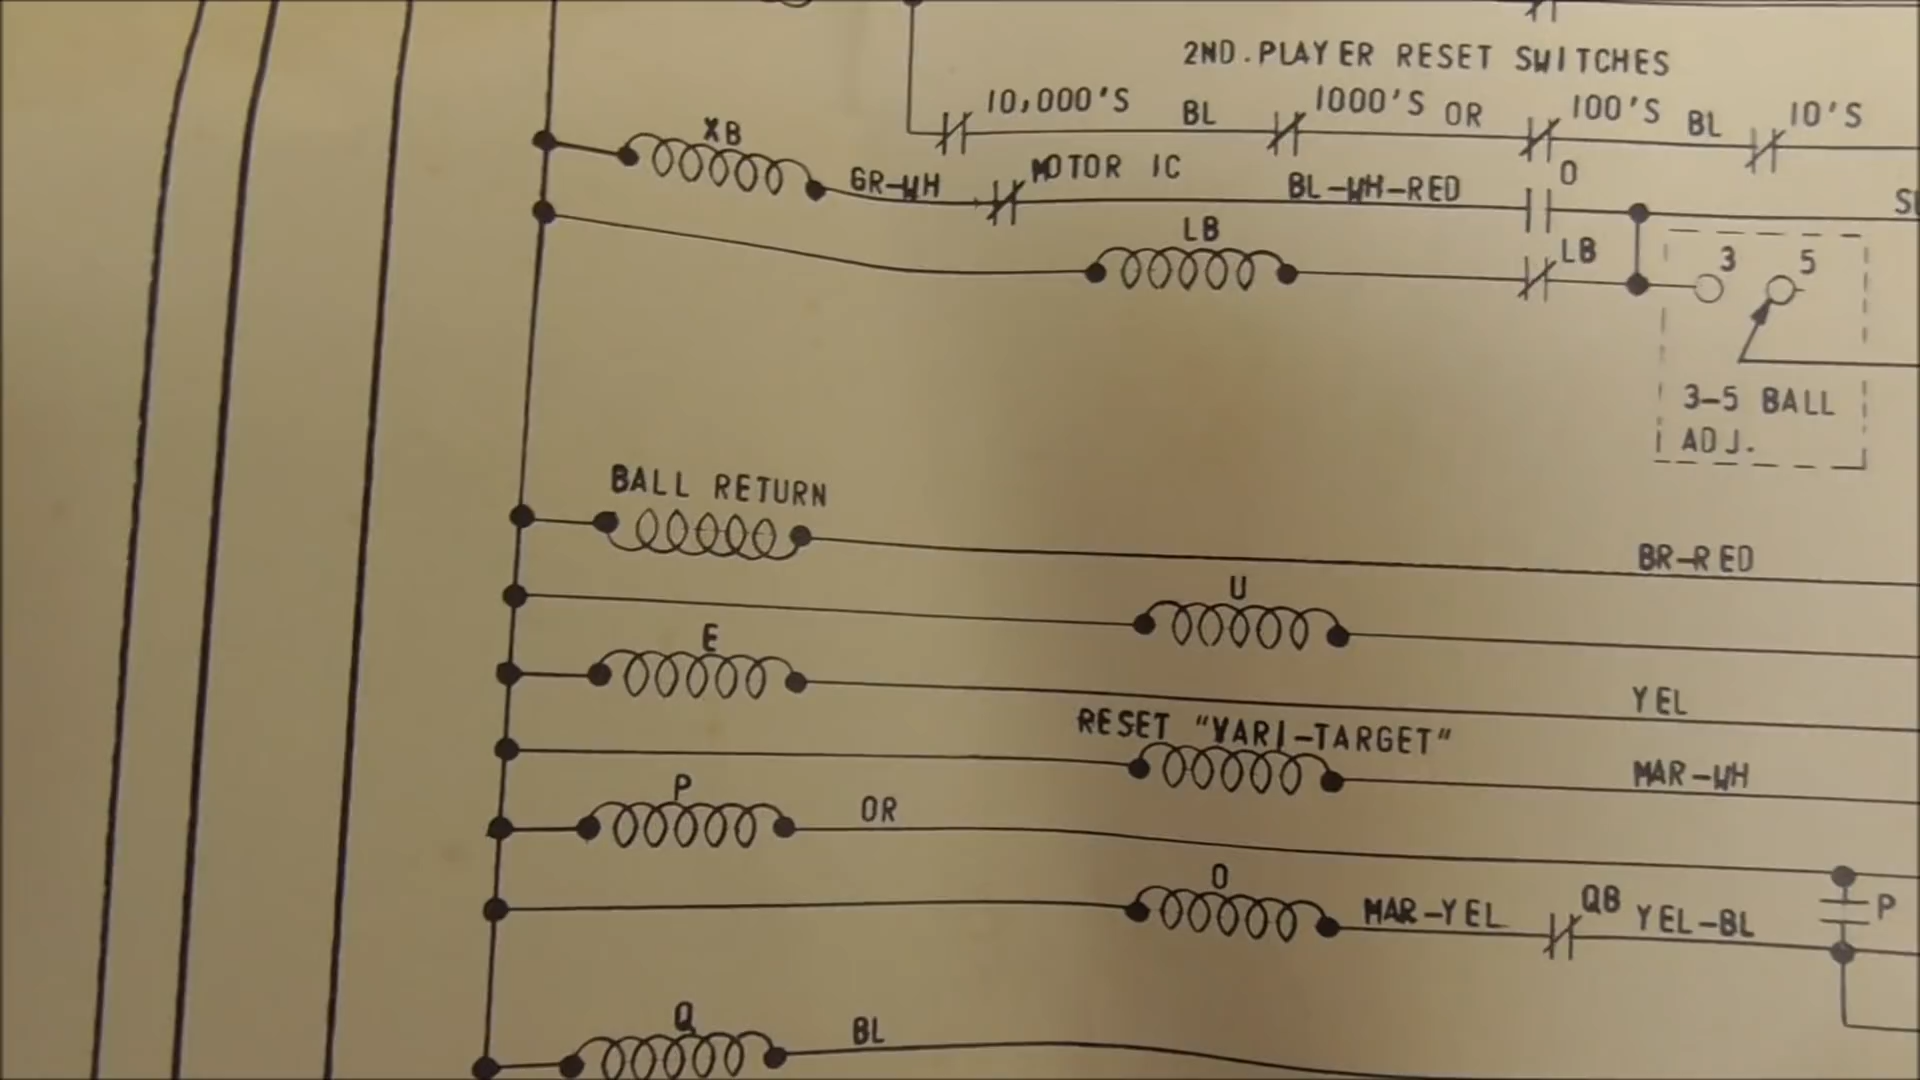 2ND.PLAYER RESET SWITCHES
10,000'S BL 1000'S OR 100'S BL 10'S
XB GR-WH MOTOR 1C BL-WH-RED O
LB LB 3 5
3-5 BALL
ADJ.
BALL RETURN BR-RED
U
E YEL
RESET "VARI-TARGET" MAR-WH
P OR
O MAR-YEL QB YEL-BL P
Q BL